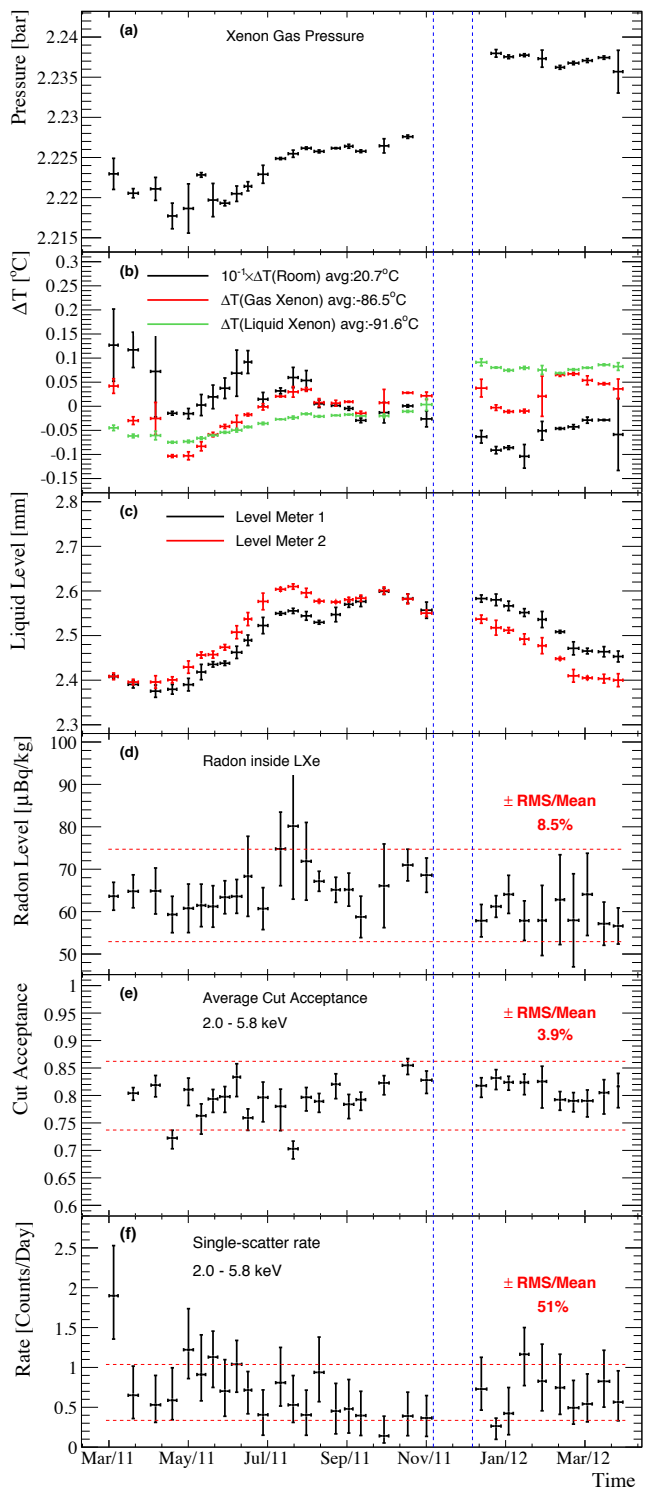 Pressure [bar]
(a)
Xenon Gas Pressure
2.24
2.235
2.23
2.225
2.22
2.215
ΔT [°C]
(b)
10⁻¹×ΔT(Room) avg:20.7°C
ΔT(Gas Xenon) avg:-86.5°C
ΔT(Liquid Xenon) avg:-91.6°C
0.3
0.25
0.2
0.15
0.1
0.05
0
-0.05
-0.1
-0.15
Liquid Level [mm]
(c)
Level Meter 1
Level Meter 2
2.8
2.7
2.6
2.5
2.4
2.3
Radon Level [μBq/kg]
(d)
Radon inside LXe
± RMS/Mean
8.5%
100
90
80
70
60
50
Cut Acceptance
(e)
Average Cut Acceptance
2.0 - 5.8 keV
± RMS/Mean
3.9%
1
0.95
0.9
0.85
0.8
0.75
0.7
0.65
0.6
Rate [Counts/Day]
(f)
Single-scatter rate
2.0 - 5.8 keV
± RMS/Mean
51%
2.5
2
1.5
1
0.5
0
Mar/11 May/11 Jul/11 Sep/11 Nov/11 Jan/12 Mar/12
Time